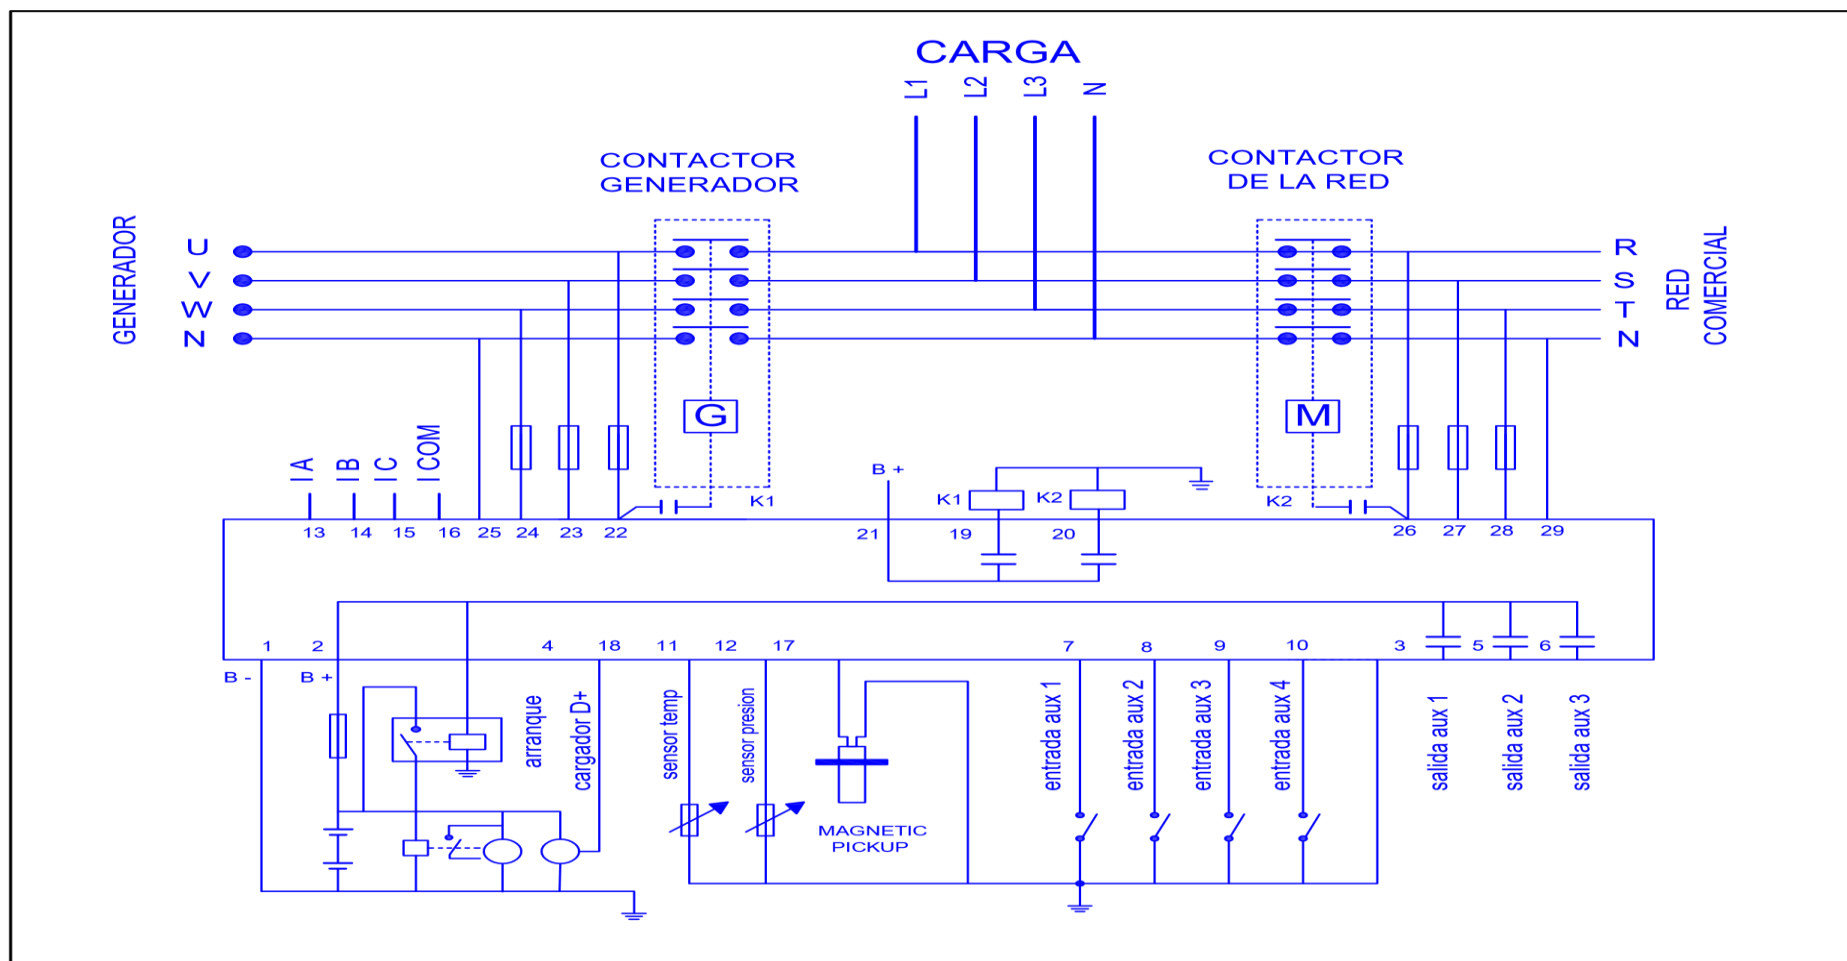 CARGA
L1
L2
L3
N
CONTACTOR
GENERADOR
CONTACTOR
DE LA RED
GENERADOR
U
V
W
N
R
S
T
N
RED
COMERCIAL
G
M
I A
I B
I C
I COM
K1
B +
K1
K2
K2
13
14
15
16
25
24
23
22
21
19
20
26
27
28
29
1
2
4
18
11
12
17
7
8
9
10
3
5
6
B -
B +
arranque
cargador D+
sensor temp
sensor presion
MAGNETIC
PICKUP
entrada aux 1
entrada aux 2
entrada aux 3
entrada aux 4
salida aux 1
salida aux 2
salida aux 3